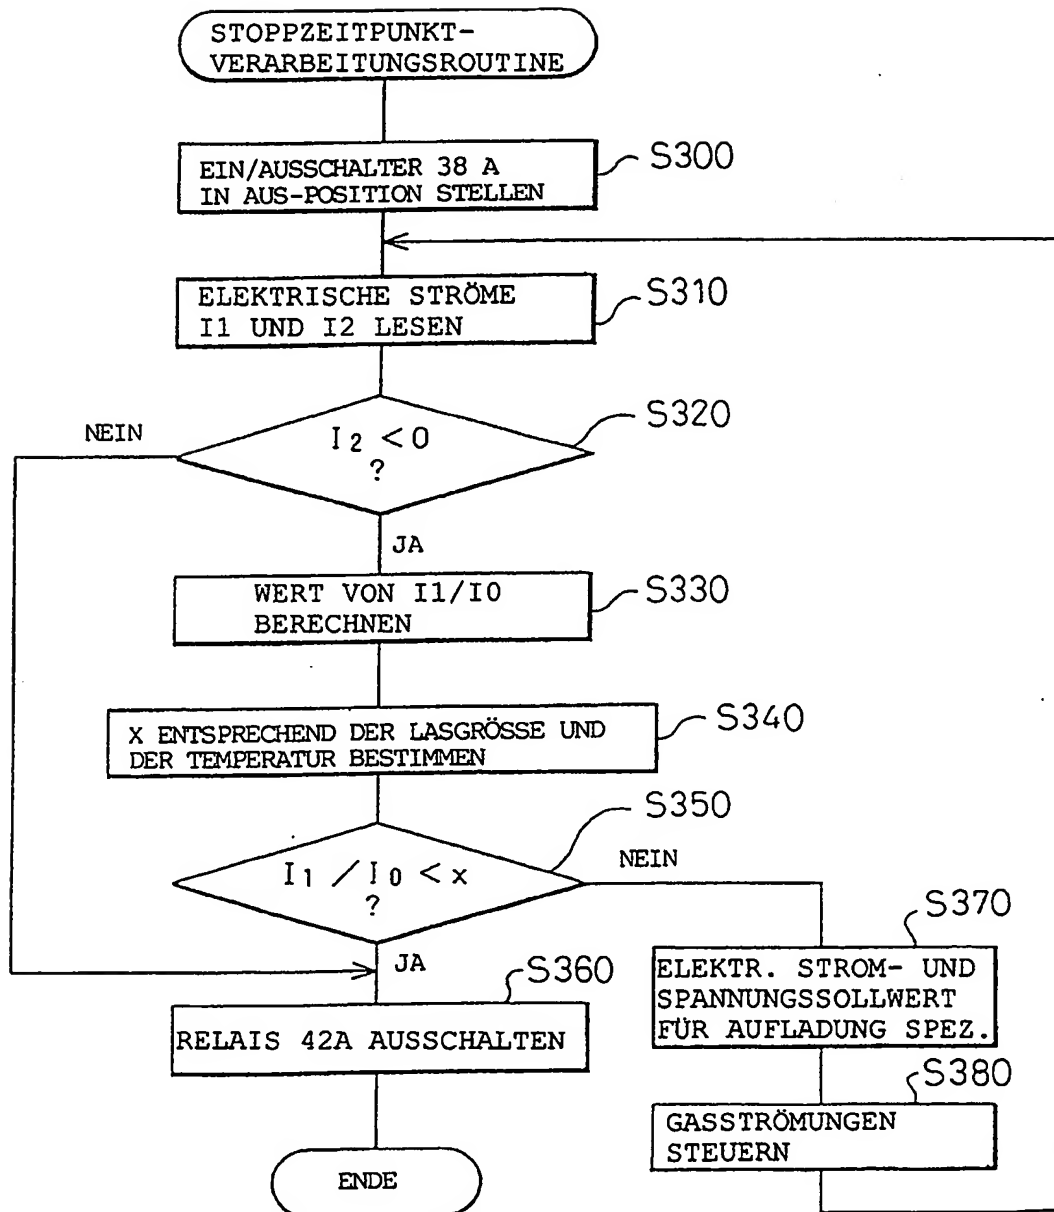 STOPPZEITPUNKT-
VERARBEITUNGSROUTINE
EIN/AUSSCHALTER 38 A
IN AUS-POSITION STELLEN
S300
ELEKTRISCHE STRÖME
I1 UND I2 LESEN
S310
I2 <0
?
S320
NEIN
JA
WERT VON I1/I0
BERECHNEN
S330
X ENTSPRECHEND DER LASGRÖSSE UND
DER TEMPERATUR BESTIMMEN
S340
I1 /I0 <x
?
S350
NEIN
JA
RELAIS 42A AUSSCHALTEN
S360
ELEKTR. STROM- UND
SPANNUNGSSOLLWERT
FÜR AUFLADUNG SPEZ.
S370
GASSTRÖMUNGEN
STEUERN
S380
ENDE